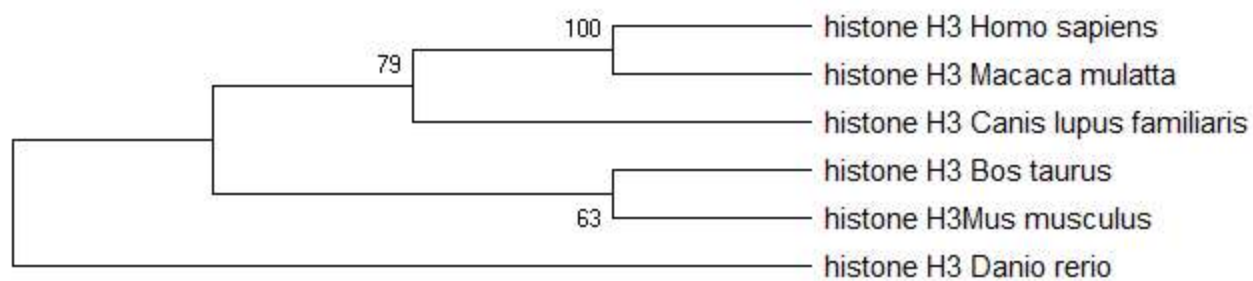 100
histone H3 Homo sapiens
79
histone H3 Macaca mulatta
histone H3 Canis lupus familiaris
histone H3 Bos taurus
63
histone H3Mus musculus
histone H3 Danio rerio